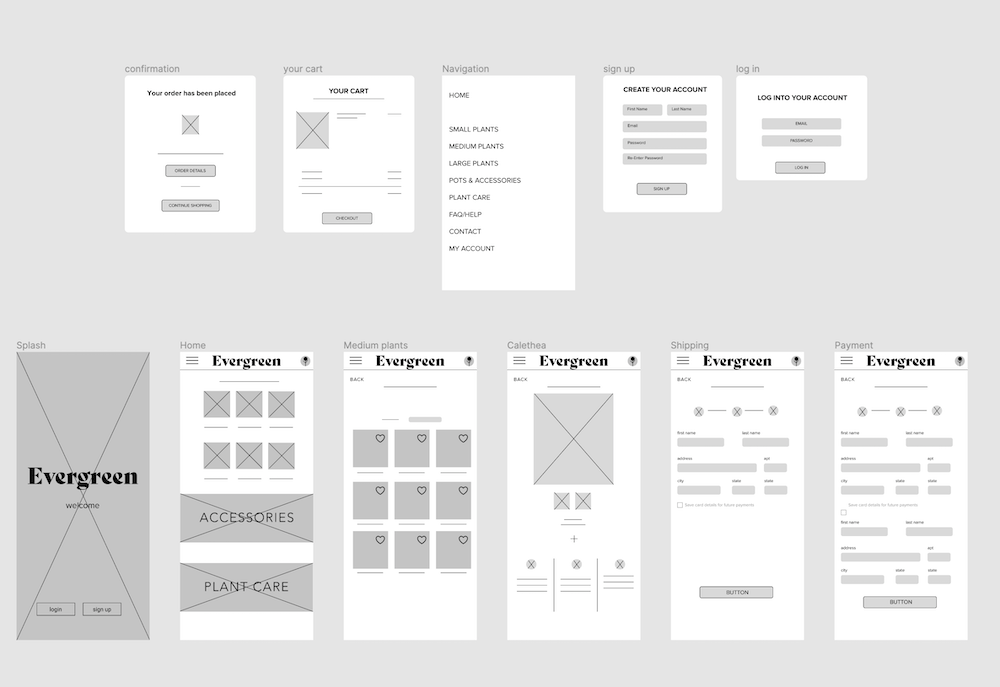 confirmation
Your order has been placed
ORDER DETAILS
CONTINUE SHOPPING
your cart
YOUR CART
CHECKOUT
Navigation
HOME
SMALL PLANTS
MEDIUM PLANTS
LARGE PLANTS
POTS & ACCESSORIES
PLANT CARE
FAQ/HELP
CONTACT
MY ACCOUNT
sign up
CREATE YOUR ACCOUNT
First Name Last Name
Email
Password
Re-Enter Password
SIGN UP
log in
LOG INTO YOUR ACCOUNT
EMAIL
PASSWORD
LOG IN
Splash
Evergreen
welcome
login sign up
Home
Evergreen
ACCESSORIES
PLANT CARE
Medium plants
Evergreen
BACK
Calethea
Evergreen
BACK
Shipping
Evergreen
BACK
first name last name
address apt
city state state
Save card details for future payments
BUTTON
Payment
Evergreen
BACK
first name last name
address apt
city state state
Save card details for future payments
first name last name
address apt
city state state
BUTTON